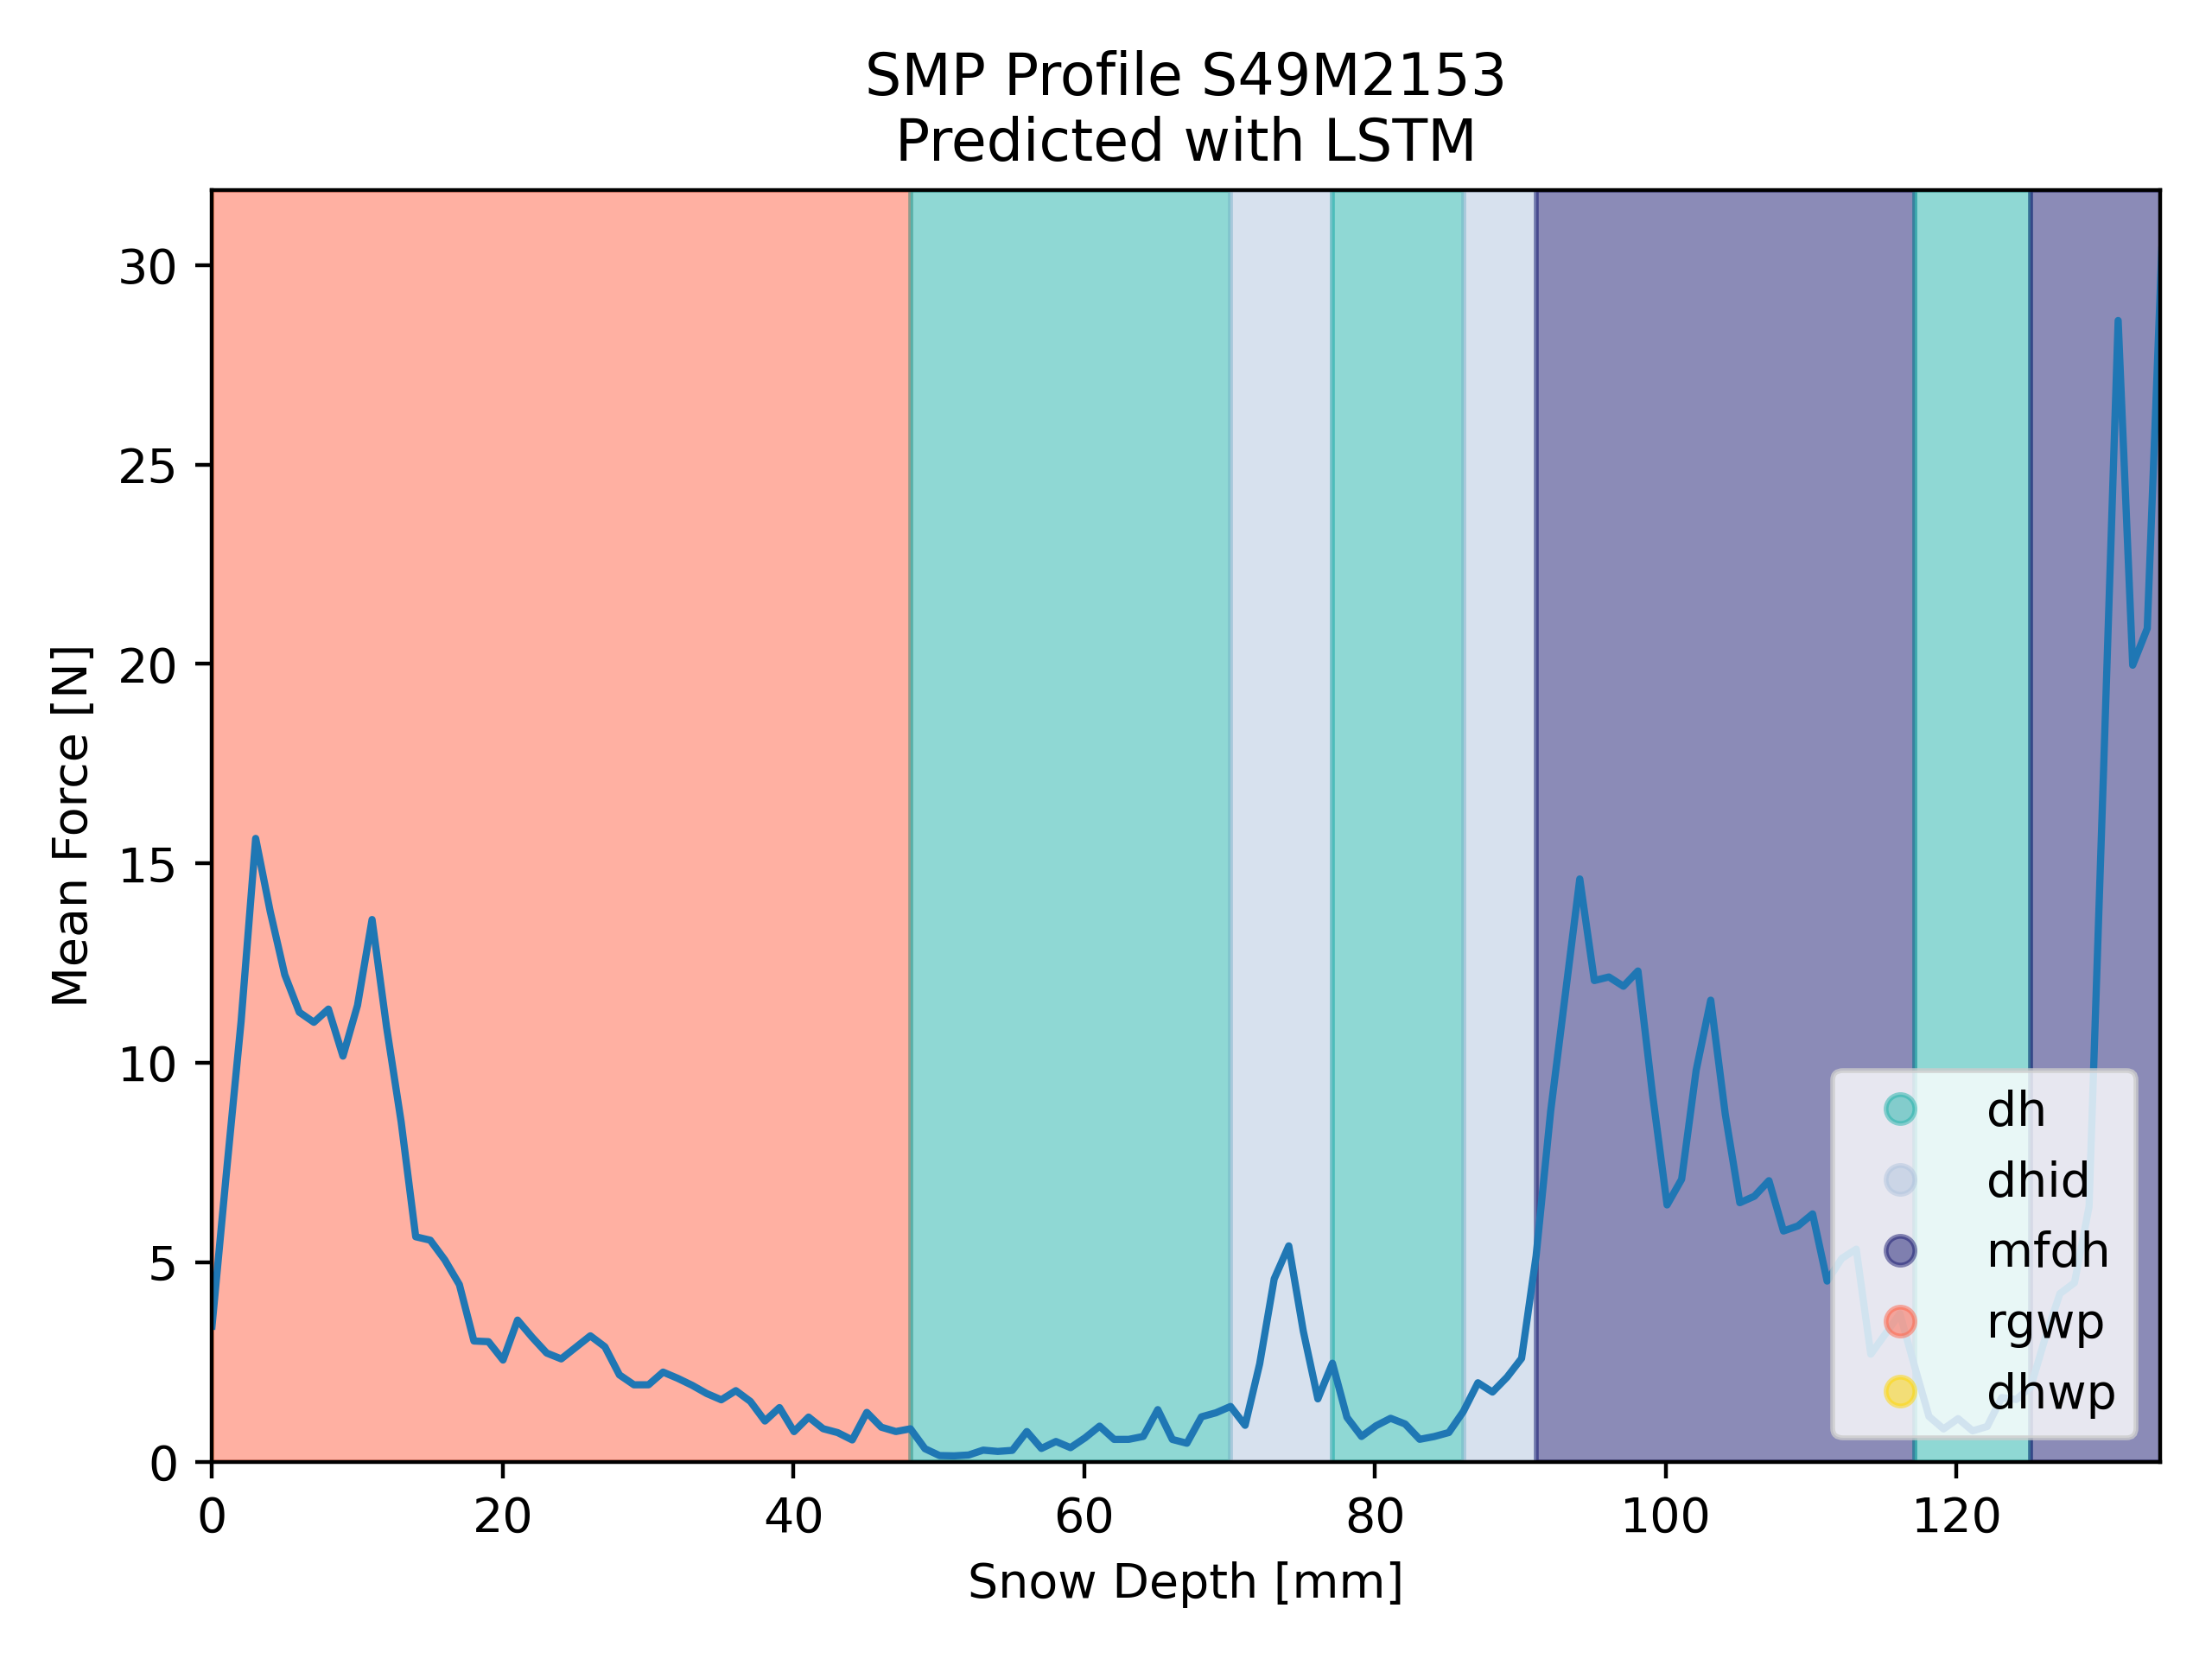 SMP Profile S49M2153
Predicted with LSTM
30
25
20
15
10
5
0
Mean Force [N]
dh
dhid
mfdh
rgwp
dhwp
0 20 40 60 80 100 120
Snow Depth [mm]